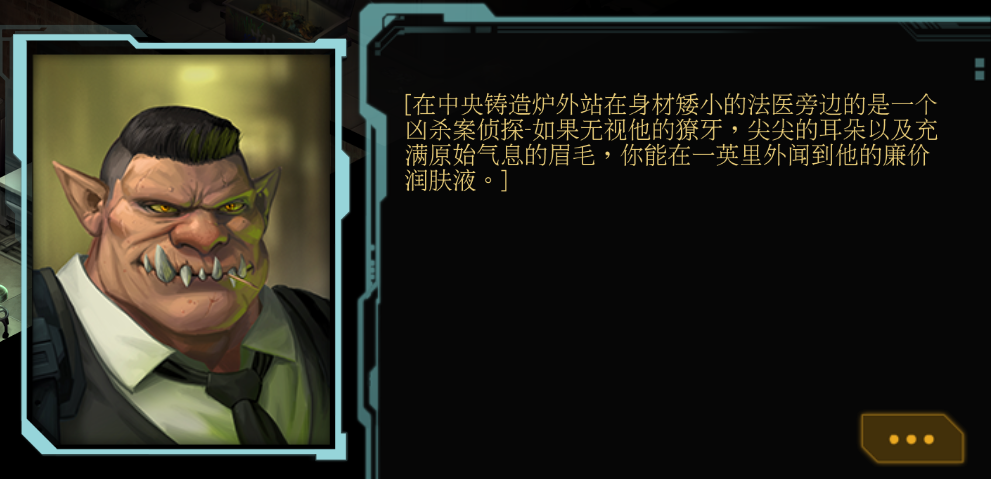 [在中央铸造炉外站在身材矮小的法医旁边的是一个
凶杀案侦探-如果无视他的獠牙，尖尖的耳朵以及充
满原始气息的眉毛，你能在一英里外闻到他的廉价
润肤液。]